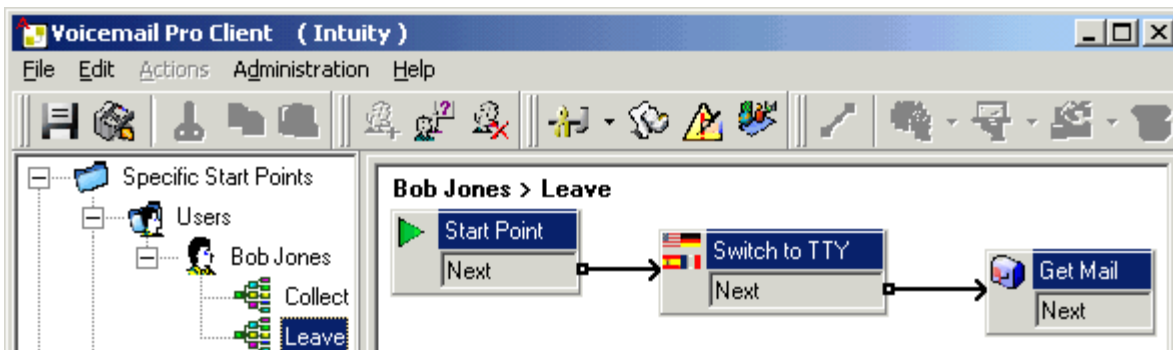 Voicemail Pro Client ( Intuity )
File Edit Actions Administration Help
Specific Start Points
Users
Bob Jones
Collect
Leave
Bob Jones > Leave
Start Point
Next
Switch to TTY
Next
Get Mail
Next